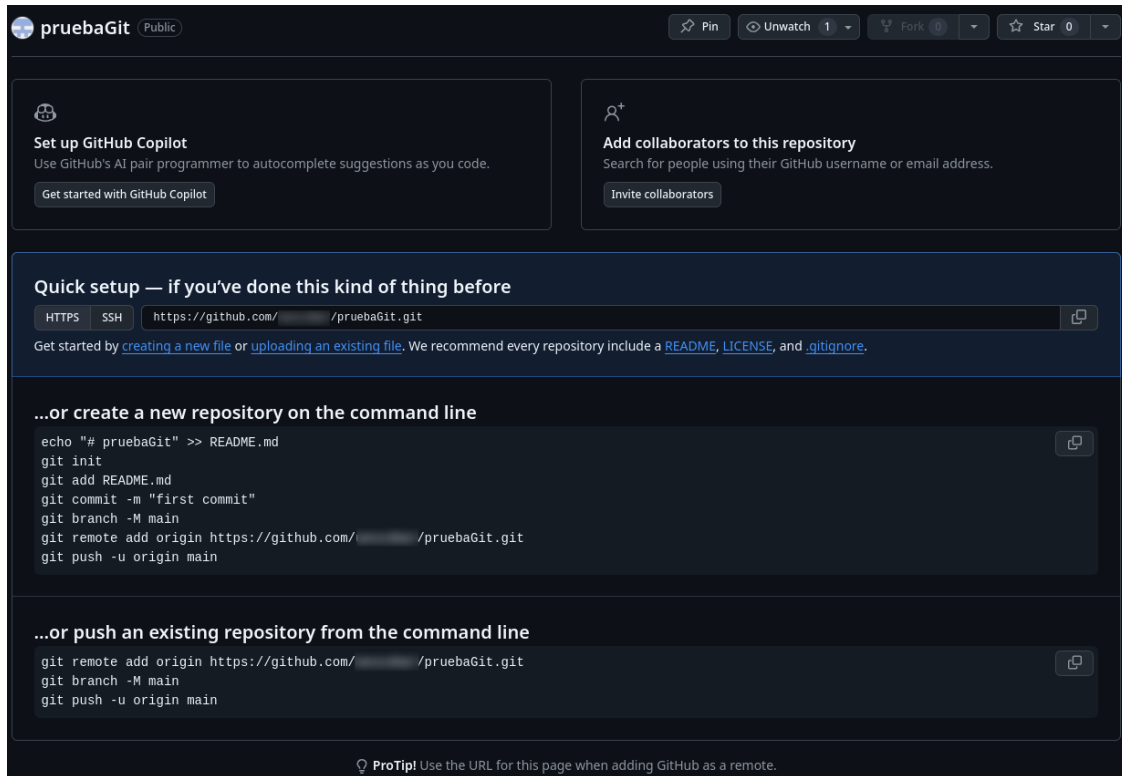 pruebaGit Public
Pin
Unwatch 1
Fork 0
Star 0
Set up GitHub Copilot
Use GitHub's AI pair programmer to autocomplete suggestions as you code.
Get started with GitHub Copilot
Add collaborators to this repository
Search for people using their GitHub username or email address.
Invite collaborators
Quick setup — if you've done this kind of thing before
HTTPS SSH https://github.com/ /pruebaGit.git
Get started by creating a new file or uploading an existing file. We recommend every repository include a README, LICENSE, and .gitignore.
...or create a new repository on the command line
echo "# pruebaGit" >> README.md
git init
git add README.md
git commit -m "first commit"
git branch -M main
git remote add origin https://github.com/ /pruebaGit.git
git push -u origin main
...or push an existing repository from the command line
git remote add origin https://github.com/ /pruebaGit.git
git branch -M main
git push -u origin main
ProTip! Use the URL for this page when adding GitHub as a remote.